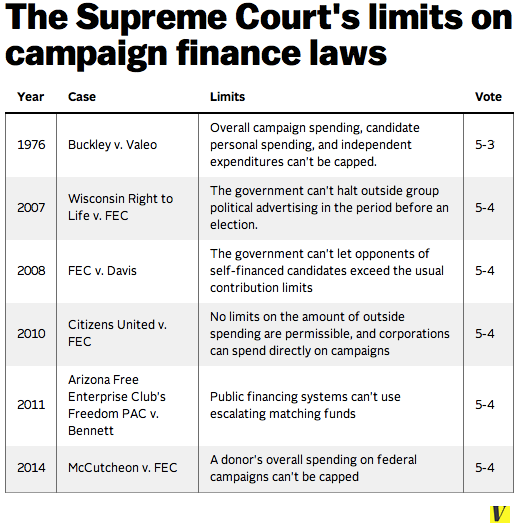 The Supreme Court's limits on
campaign finance laws
Year Case Limits Vote
1976 Buckley v. Valeo Overall campaign spending, candidate
personal spending, and independent
expenditures can't be capped. 5-3
2007 Wisconsin Right to
Life v. FEC The government can't halt outside group
political advertising in the period before an
election. 5-4
2008 FEC v. Davis The government can't let opponents of
self-financed candidates exceed the usual
contribution limits 5-4
2010 Citizens United v.
FEC No limits on the amount of outside
spending are permissible, and corporations
can spend directly on campaigns 5-4
2011 Arizona Free
Enterprise Club's
Freedom PAC v.
Bennett Public financing systems can't use
escalating matching funds 5-4
2014 McCutcheon v. FEC A donor's overall spending on federal
campaigns can't be capped 5-4
V